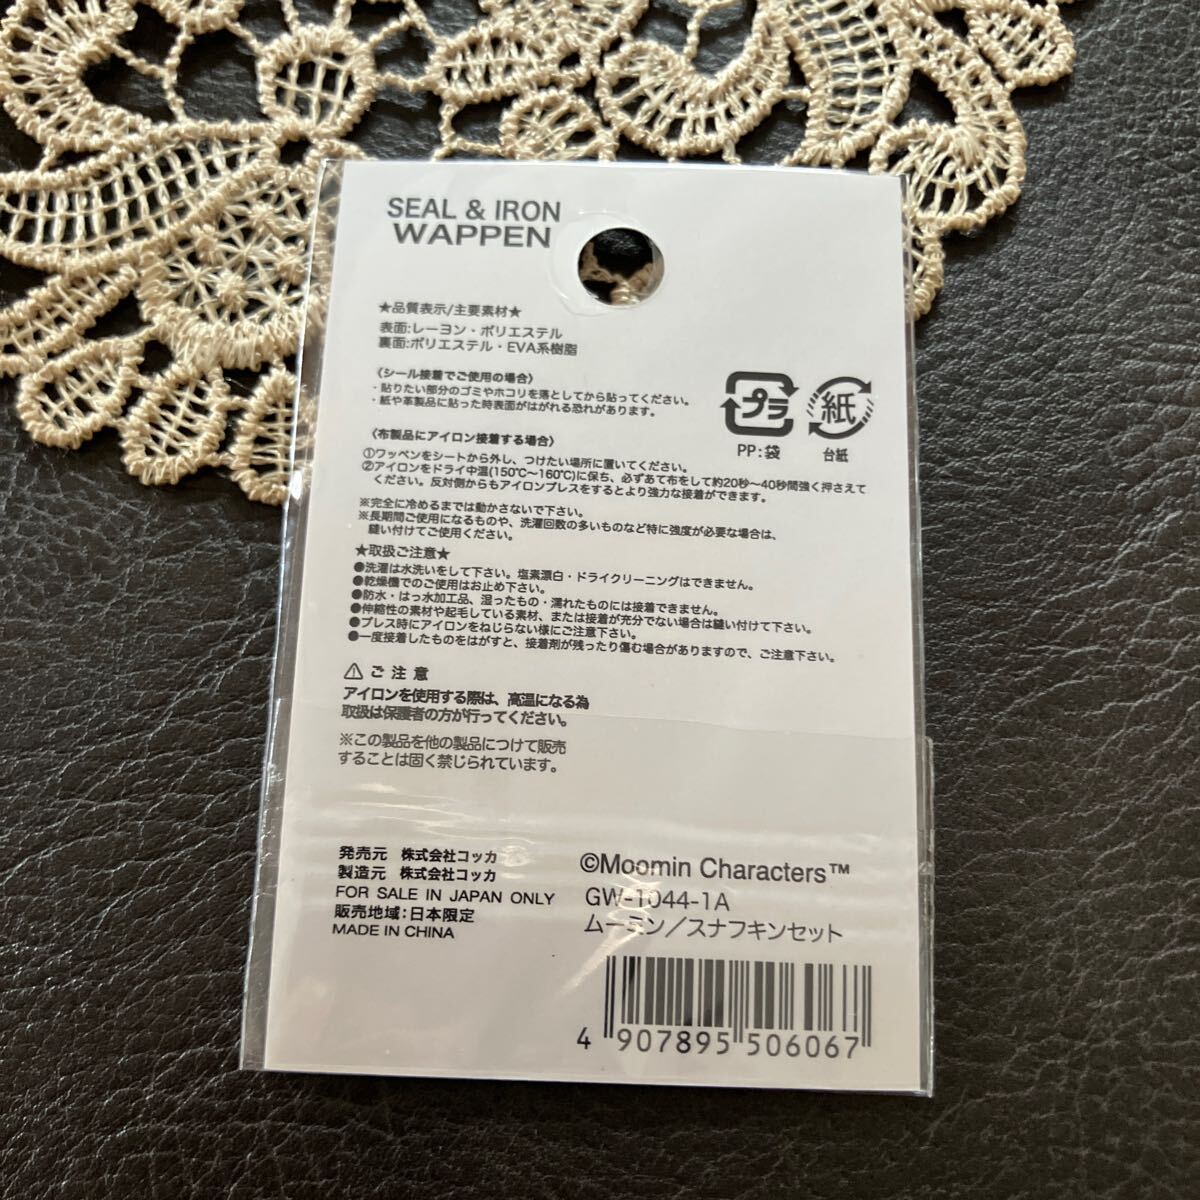 SEAL & IRON
WAPPEN
★品質表示/主要素材★
表面:レーヨン・ポリエステル
裏面:ポリエステル・EVA系樹脂
〈シール接着でご使用の場合〉
・貼りたい部分のゴミやホコリを落としてから貼ってください。
・紙や革製品に貼った時表面がはがれる恐れがあります。
プラ
PP:袋
紙
台紙
〈布製品にアイロン接着する場合〉
①ワッペンをシートから外し、つけたい場所に置いてください。
②アイロンをドライ中温(150℃~160℃)に保ち、必ずあて布をして約20秒~40秒間強く押さえて
ください。反対側からもアイロンプレスをするとより強力な接着ができます。
※完全に冷めるまでは動かさないで下さい。
※長期間ご使用になるものや、洗濯回数の多いものなど特に強度が必要な場合は、
縫い付けてご使用ください。
★取扱ご注意★
●洗濯は水洗いをして下さい。塩素漂白・ドライクリーニングはできません。
●乾燥機でのご使用はお止め下さい。
●防水・はっ水加工品、湿ったもの・濡れたものには接着できません。
●伸縮性の素材や起毛している素材、または接着が充分でない場合は縫い付けて下さい。
●プレス時にアイロンをねじらない様にご注意下さい。
●一度接着したものをはがすと、接着剤が残ったり傷む場合がありますので、ご注意下さい。
⚠ ご注意
アイロンを使用する際は、高温になる為
取扱は保護者の方が行ってください。
※この製品を他の製品につけて販売
することは固く禁じられています。
発売元 株式会社コッカ
製造元 株式会社コッカ
FOR SALE IN JAPAN ONLY
販売地域:日本限定
MADE IN CHINA
©Moomin Characters™
GW-1044-1A
ムーミン/スナフキンセット
4 907895 506067